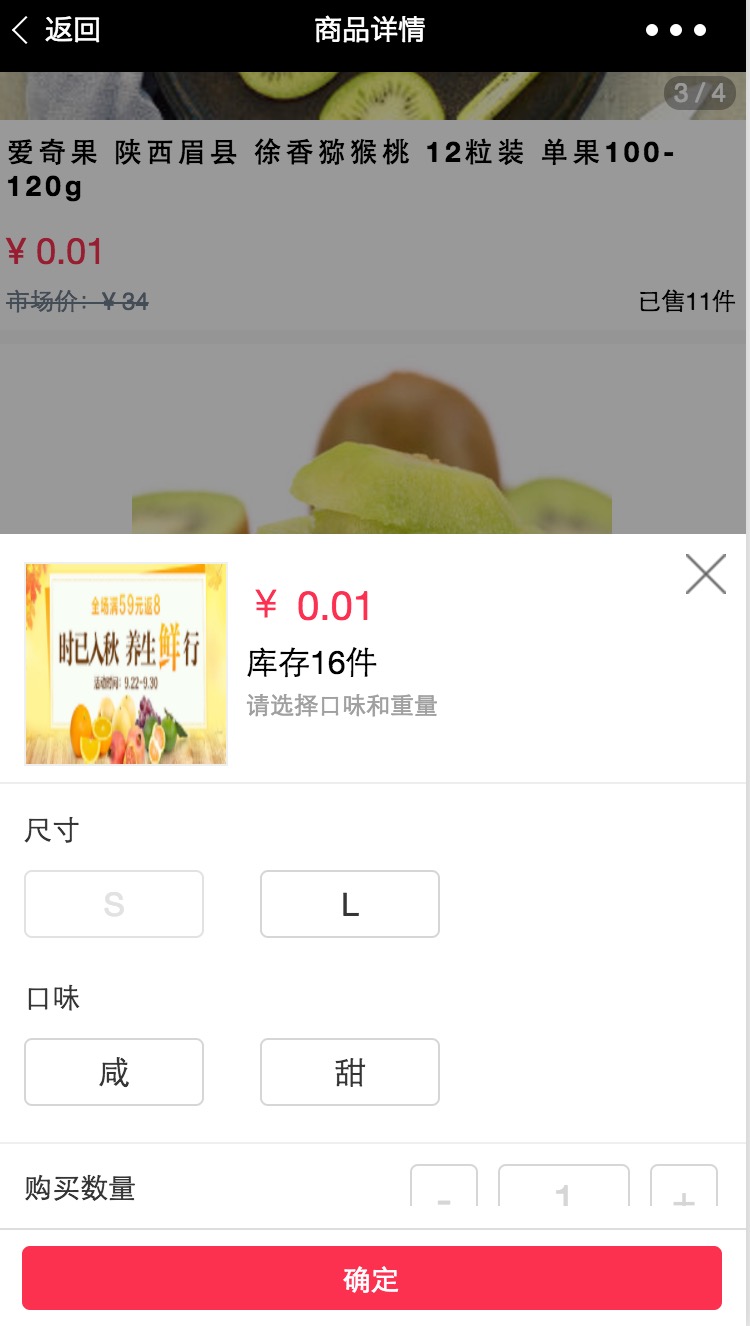 返回
商品详情
3 / 4
爱奇果 陕西眉县 徐香猕猴桃 12粒装 单果100-
120g
¥ 0.01
市场价：¥ 34
已售11件
全场满59元返8
时已入秋 养生鲜行
活动时间：9.22-9.30
¥ 0.01
库存16件
请选择口味和重量
尺寸
S
L
口味
咸
甜
购买数量
-
1
+
确定